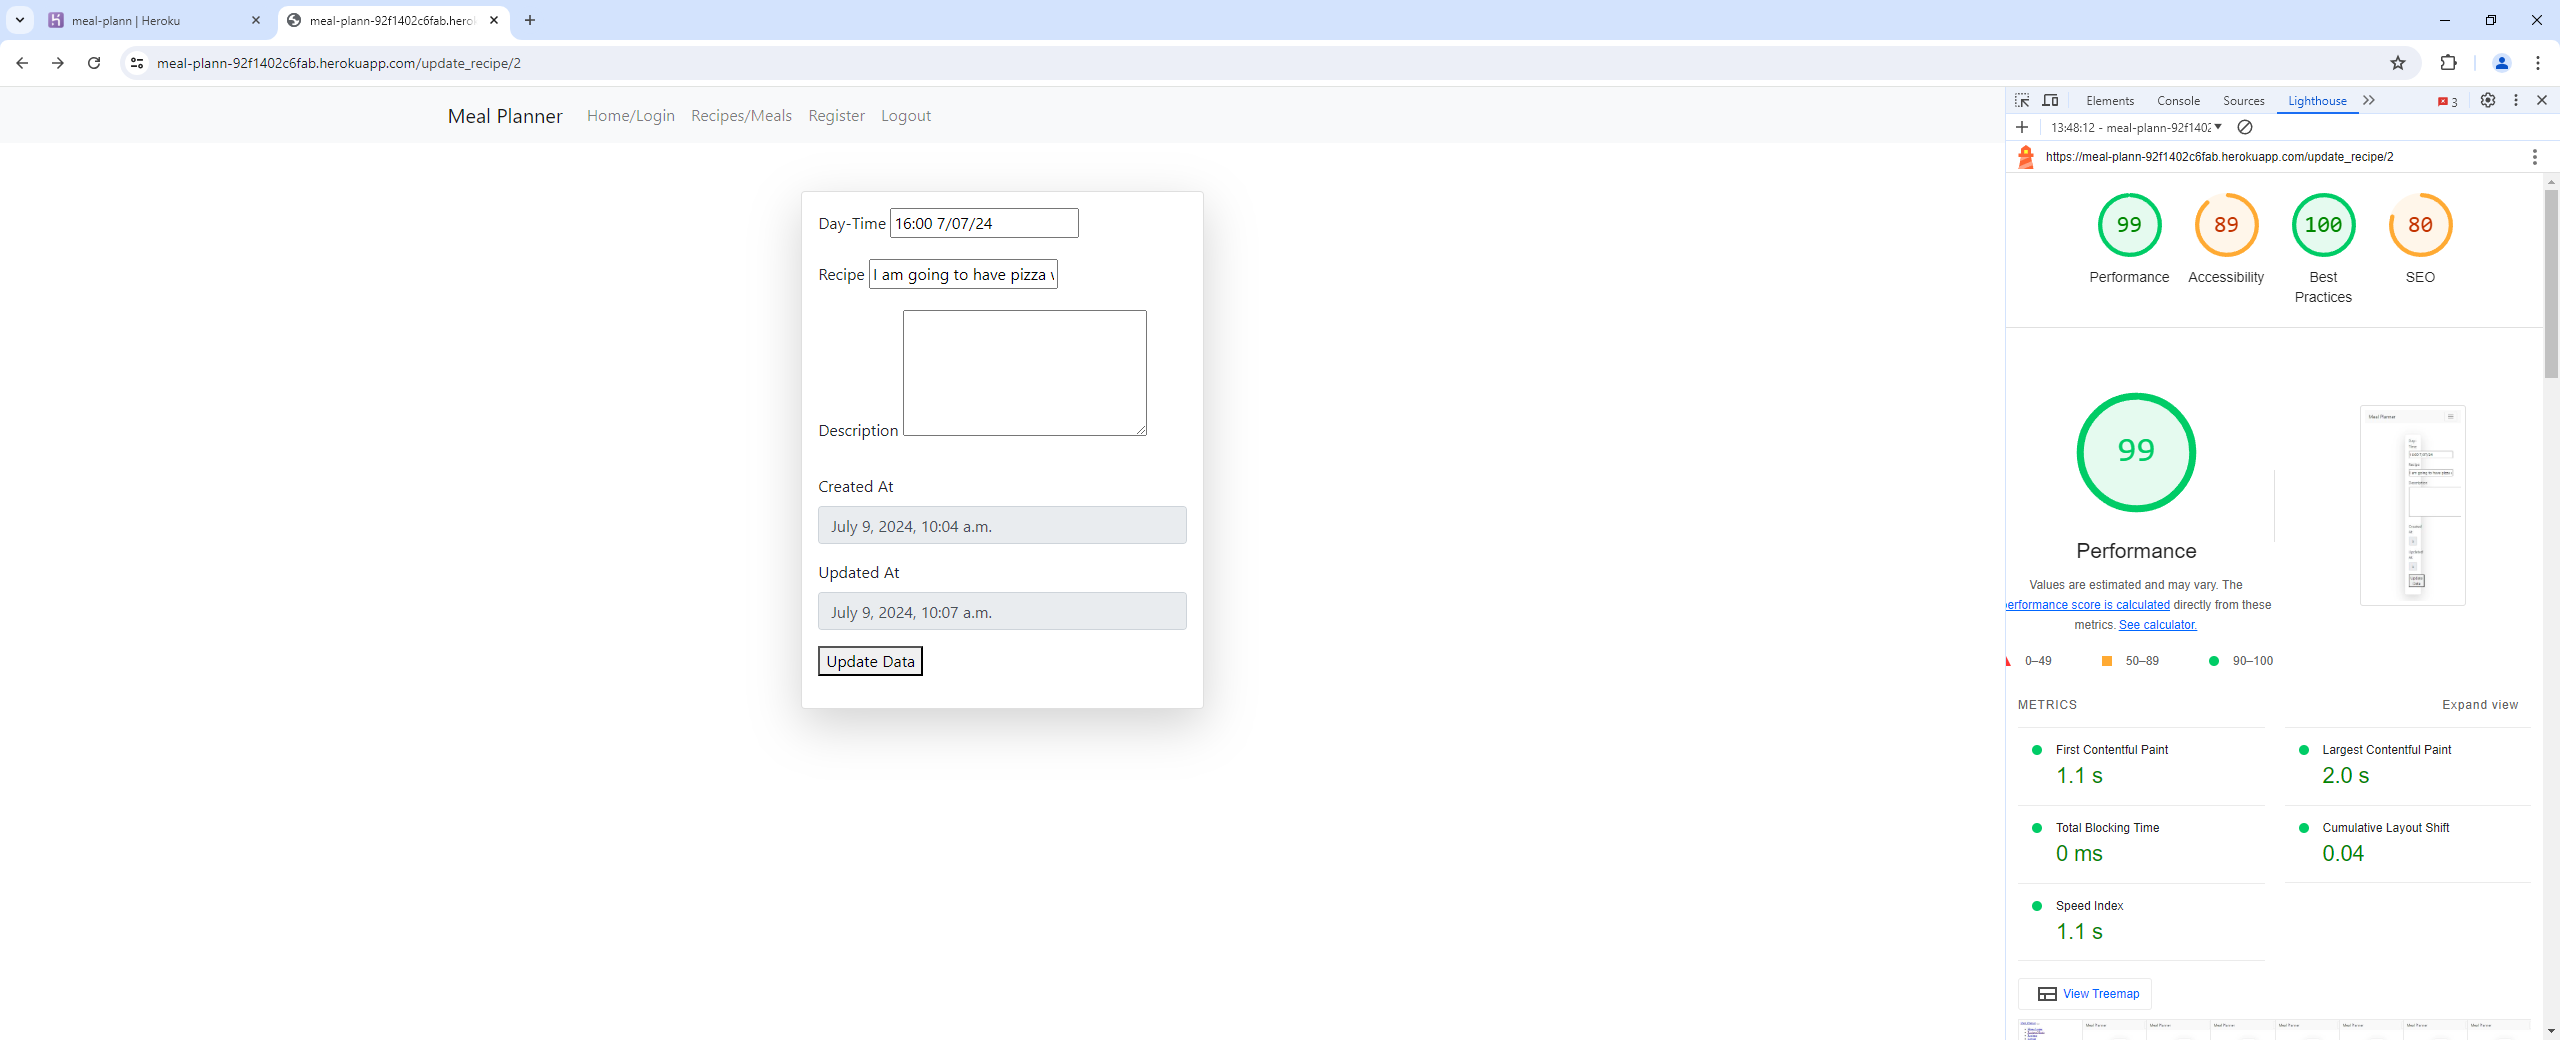 meal-plann | Heroku
meal-plann-92f1402c6fab.hero
meal-plann-92f1402c6fab.herokuapp.com/update_recipe/2
Meal Planner Home/Login Recipes/Meals Register Logout
Day-Time 16:00 7/07/24
Recipe I am going to have pizza
Description
Created At
July 9, 2024, 10:04 a.m.
Updated At
July 9, 2024, 10:07 a.m.
Update Data
Elements Console Sources Lighthouse 3
13:48:12 - meal-plann-92f1402
https://meal-plann-92f1402c6fab.herokuapp.com/update_recipe/2
99 89 100 80
Performance Accessibility Best Practices SEO
99
Performance
Values are estimated and may vary. The
erformance score is calculated directly from these
metrics. See calculator.
0–49 50–89 90–100
METRICS Expand view
First Contentful Paint
1.1 s
Largest Contentful Paint
2.0 s
Total Blocking Time
0 ms
Cumulative Layout Shift
0.04
Speed Index
1.1 s
View Treemap